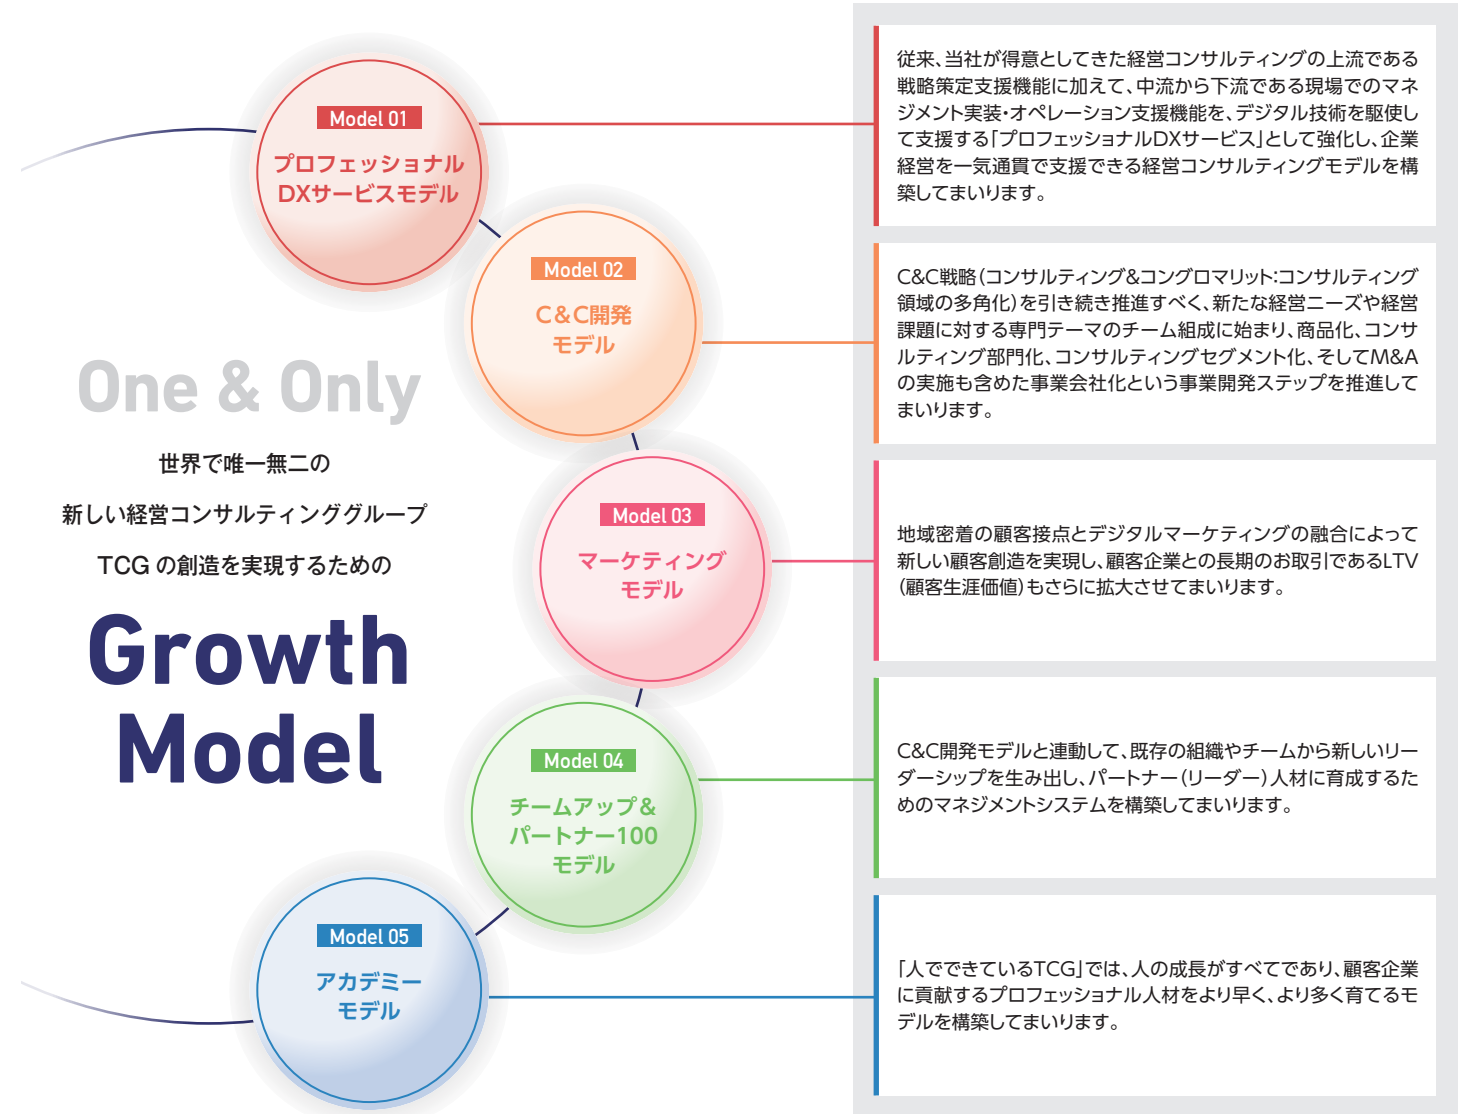 One & Only
世界で唯一無二の
新しい経営コンサルティンググループ
TCG の創造を実現するための
Growth
Model
Model 01
プロフェッショナル
DXサービスモデル
従来、当社が得意としてきた経営コンサルティングの上流である
戦略策定支援機能に加えて、中流から下流である現場でのマネ
ジメント実装・オペレーション支援機能を、デジタル技術を駆使し
て支援する「プロフェッショナルDXサービス」として強化し、企業
経営を一気通貫で支援できる経営コンサルティングモデルを構
築してまいります。
Model 02
C&C開発
モデル
C&C戦略(コンサルティング&コングロマリット:コンサルティング
領域の多角化)を引き続き推進すべく、新たな経営ニーズや経営
課題に対する専門テーマのチーム組成に始まり、商品化、コンサ
ルティング部門化、コンサルティングセグメント化、そしてM&A
の実施も含めた事業会社化という事業開発ステップを推進して
まいります。
Model 03
マーケティング
モデル
地域密着の顧客接点とデジタルマーケティングの融合によって
新しい顧客創造を実現し、顧客企業との長期のお取引であるLTV
(顧客生涯価値)もさらに拡大させてまいります。
Model 04
チームアップ&
パートナー100
モデル
C&C開発モデルと連動して、既存の組織やチームから新しいリー
ダーシップを生み出し、パートナー(リーダー)人材に育成するた
めのマネジメントシステムを構築してまいります。
Model 05
アカデミー
モデル
「人でできているTCG」では、人の成長がすべてであり、顧客企業
に貢献するプロフェッショナル人材をより早く、より多く育てるモ
デルを構築してまいります。